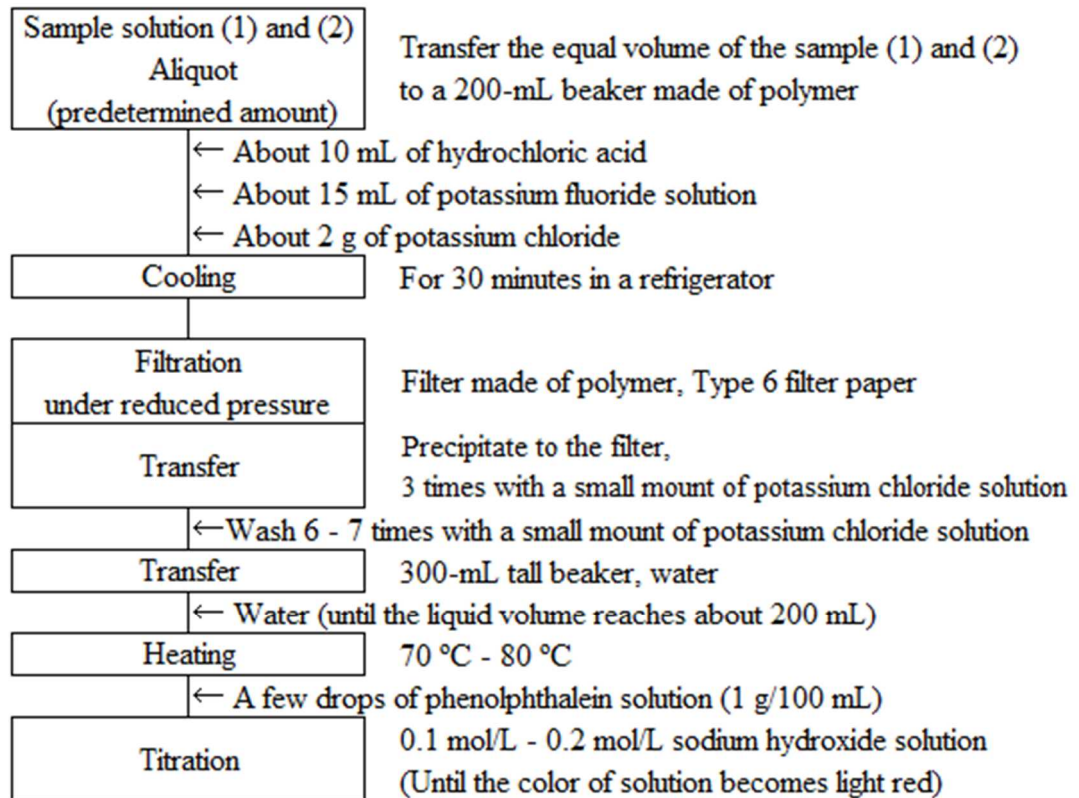 Sample solution (1) and (2)
Aliquot
(predetermined amount)
Transfer the equal volume of the sample (1) and (2)
to a 200-mL beaker made of polymer
← About 10 mL of hydrochloric acid
← About 15 mL of potassium fluoride solution
← About 2 g of potassium chloride
Cooling
For 30 minutes in a refrigerator
Filtration
under reduced pressure
Filter made of polymer, Type 6 filter paper
Transfer
Precipitate to the filter,
3 times with a small mount of potassium chloride solution
←Wash 6 - 7 times with a small mount of potassium chloride solution
Transfer
300-mL tall beaker, water
← Water (until the liquid volume reaches about 200 mL)
Heating
70 ℃ - 80 ℃
← A few drops of phenolphthalein solution (1 g/100 mL)
Titration
0.1 mol/L - 0.2 mol/L sodium hydroxide solution
(Until the color of solution becomes light red)